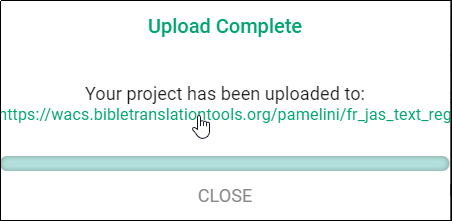 Upload Complete
Your project has been uploaded to:
https://wacs.bibletranslationtools.org/pamelini/fr_jas_text_reg
CLOSE